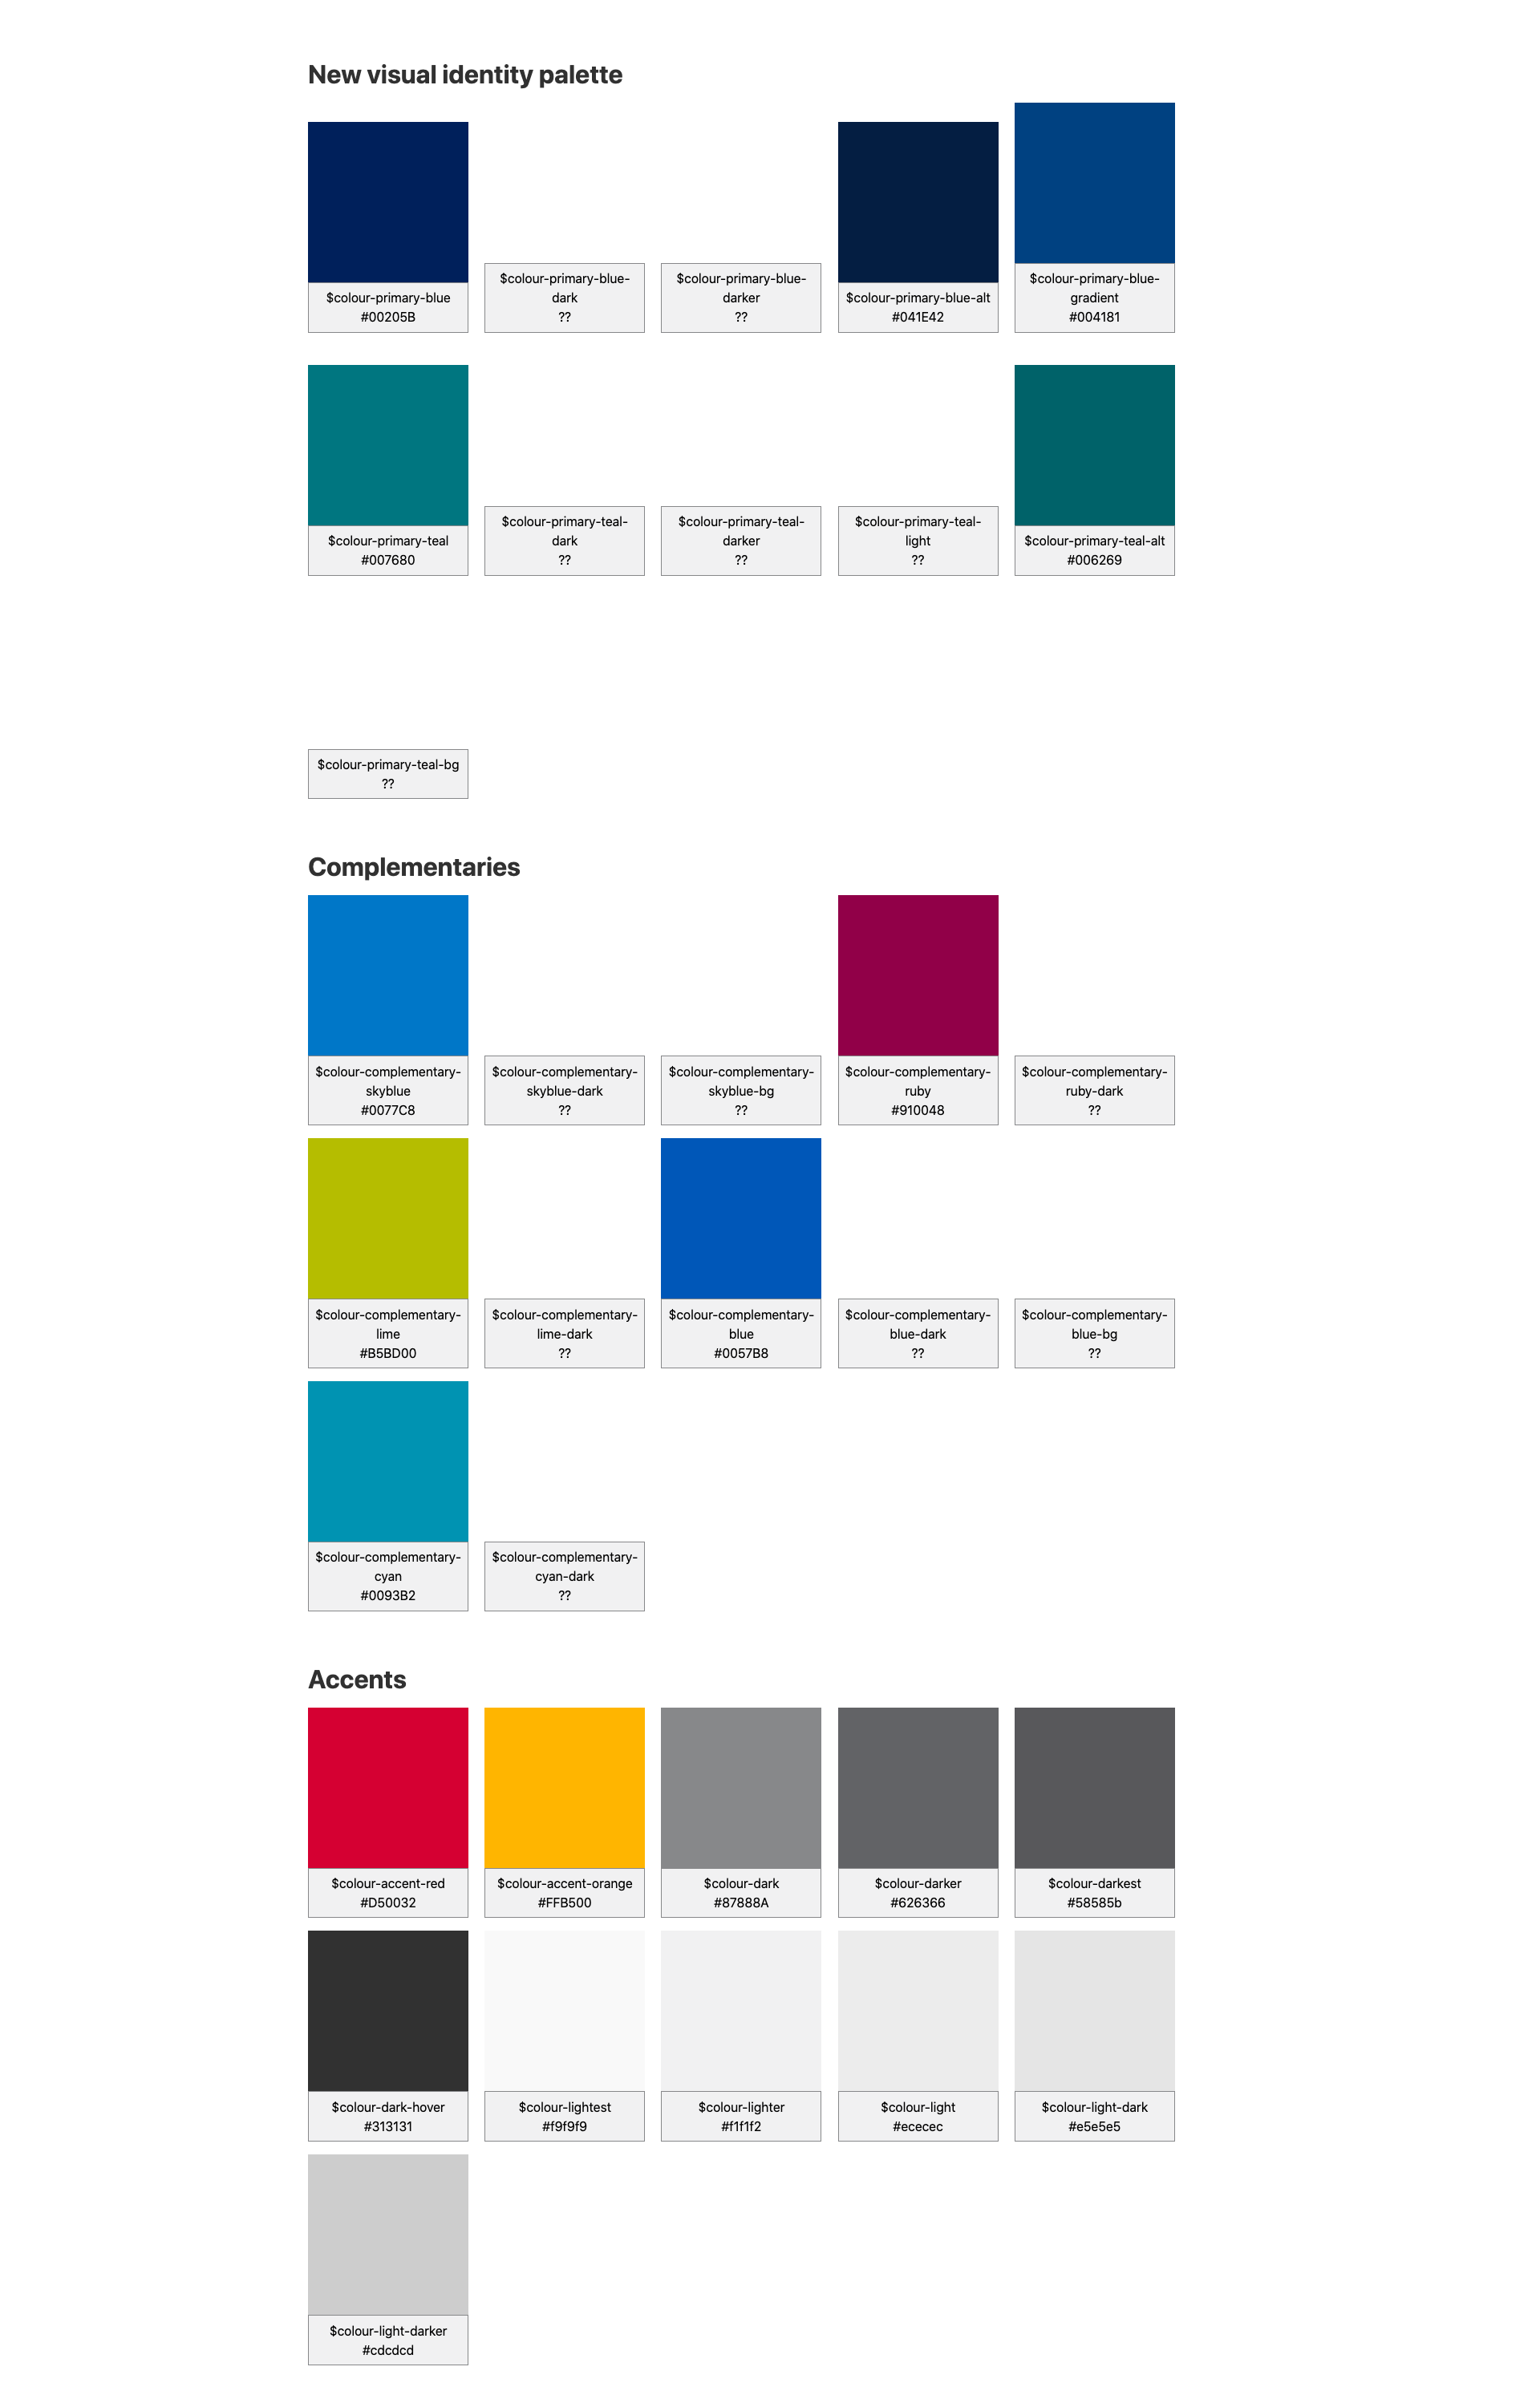 New visual identity palette
$colour-primary-blue
#00205B
$colour-primary-blue-
dark
??
$colour-primary-blue-
darker
??
$colour-primary-blue-alt
#041E42
$colour-primary-blue-
gradient
#004181
$colour-primary-teal
#007680
$colour-primary-teal-
dark
??
$colour-primary-teal-
darker
??
$colour-primary-teal-
light
??
$colour-primary-teal-alt
#006269
$colour-primary-teal-bg
??
Complementaries
$colour-complementary-
skyblue
#0077C8
$colour-complementary-
skyblue-dark
??
$colour-complementary-
skyblue-bg
??
$colour-complementary-
ruby
#910048
$colour-complementary-
ruby-dark
??
$colour-complementary-
lime
#B5BD00
$colour-complementary-
lime-dark
??
$colour-complementary-
blue
#0057B8
$colour-complementary-
blue-dark
??
$colour-complementary-
blue-bg
??
$colour-complementary-
cyan
#0093B2
$colour-complementary-
cyan-dark
??
Accents
$colour-accent-red
#D50032
$colour-accent-orange
#FFB500
$colour-dark
#87888A
$colour-darker
#626366
$colour-darkest
#58585b
$colour-dark-hover
#313131
$colour-lightest
#f9f9f9
$colour-lighter
#f1f1f2
$colour-light
#ececec
$colour-light-dark
#e5e5e5
$colour-light-darker
#cdcdcd